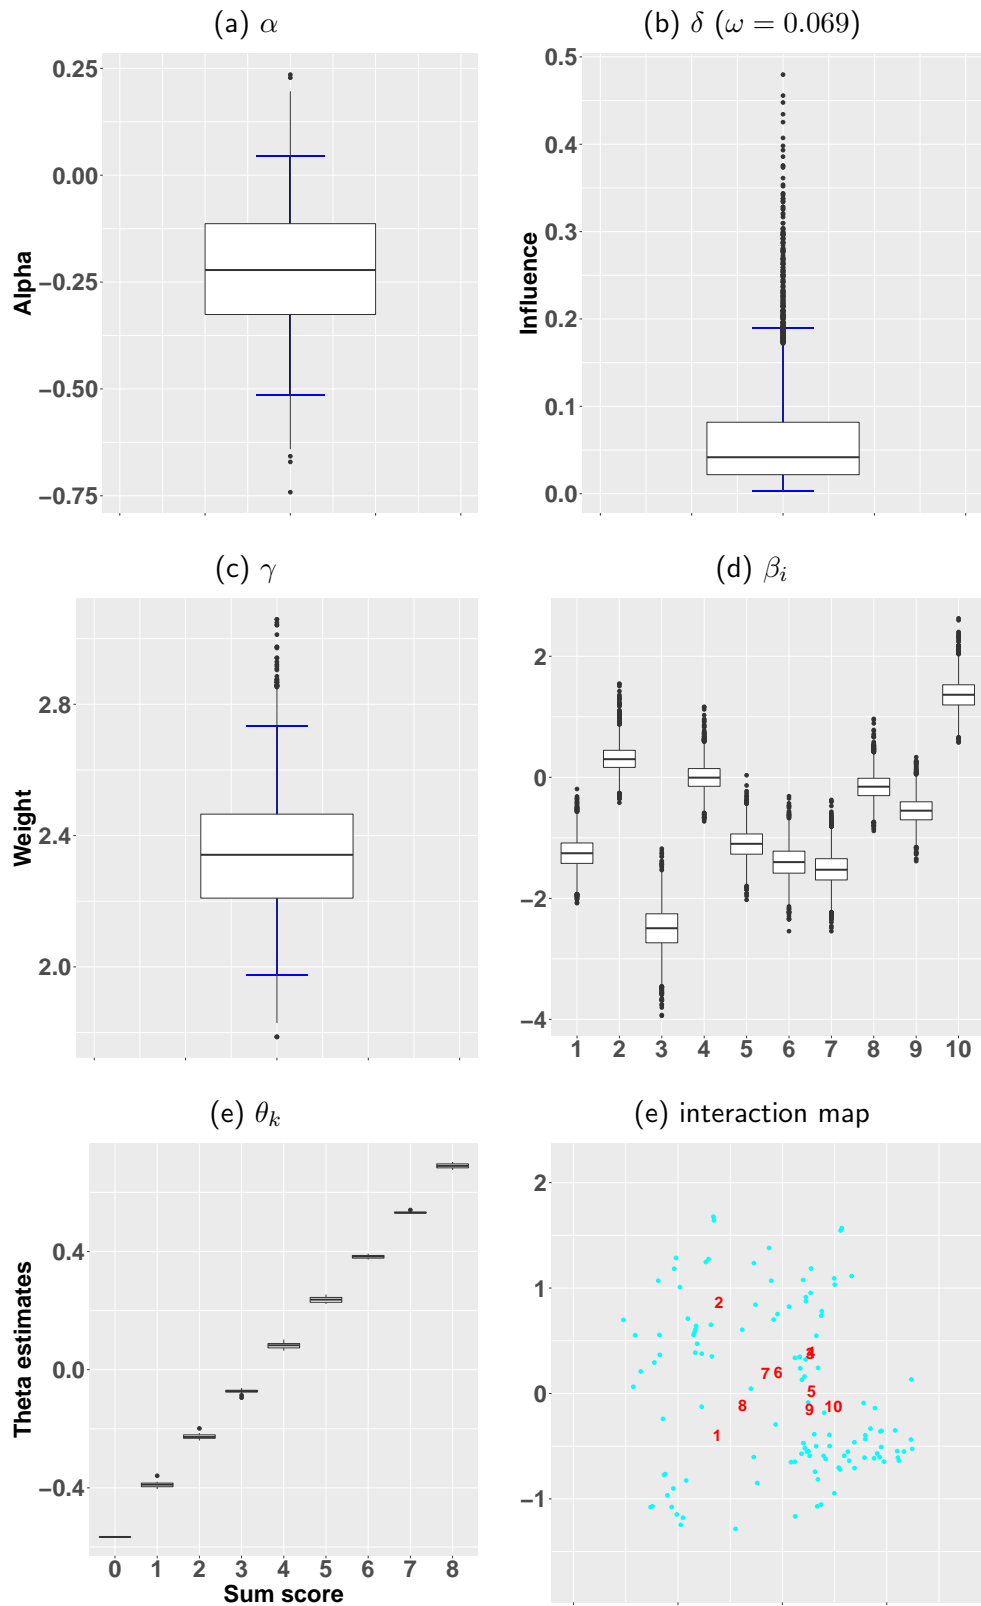 (a) α
(b) δ (ω = 0.069)
0.25
0.00
−0.25
−0.50
−0.75
Alpha
0.5
0.4
0.3
0.2
0.1
0.0
Influence
(c) γ
(d) βᵢ
2.8
2.4
2.0
Weight
2
0
−2
−4
1 2 3 4 5 6 7 8 9 10
(e) θₖ
(e) interaction map
0.4
0.0
−0.4
Theta estimates
0 1 2 3 4 5 6 7 8
Sum score
2
1
0
−1
2
7 6
5
8
9 10
1